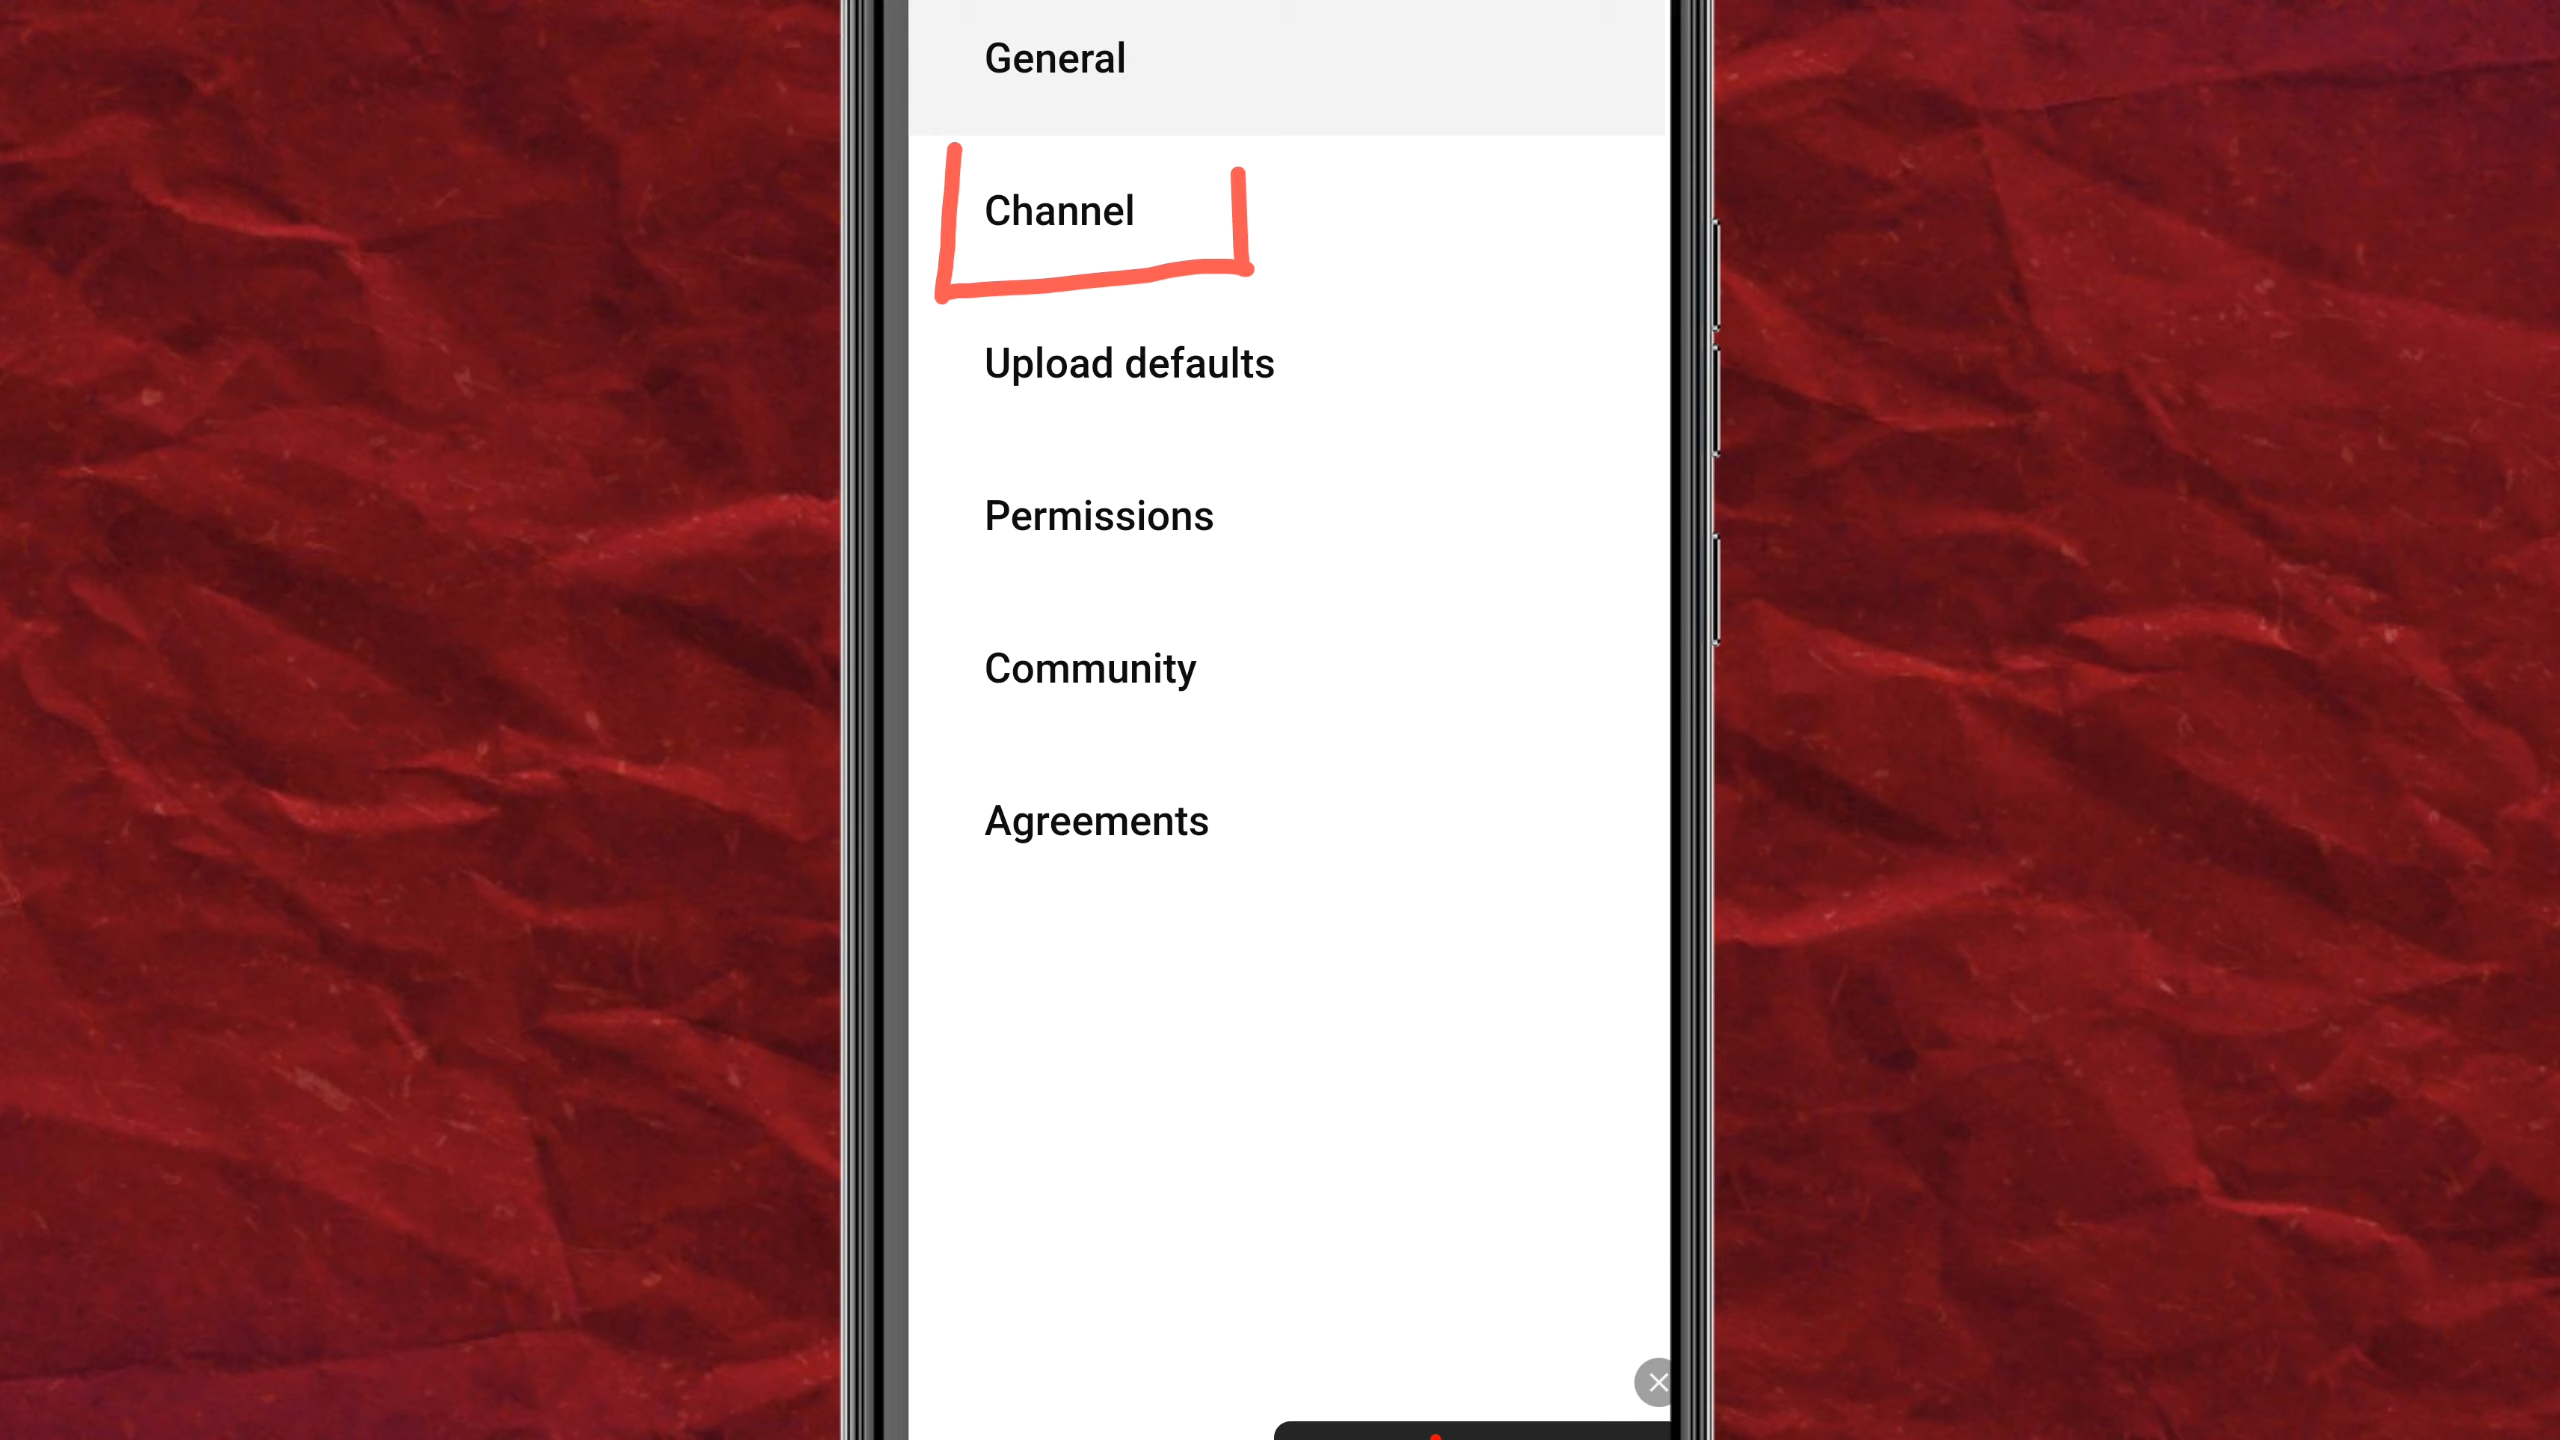 General
Channel
Upload defaults
Permissions
Community
Agreements